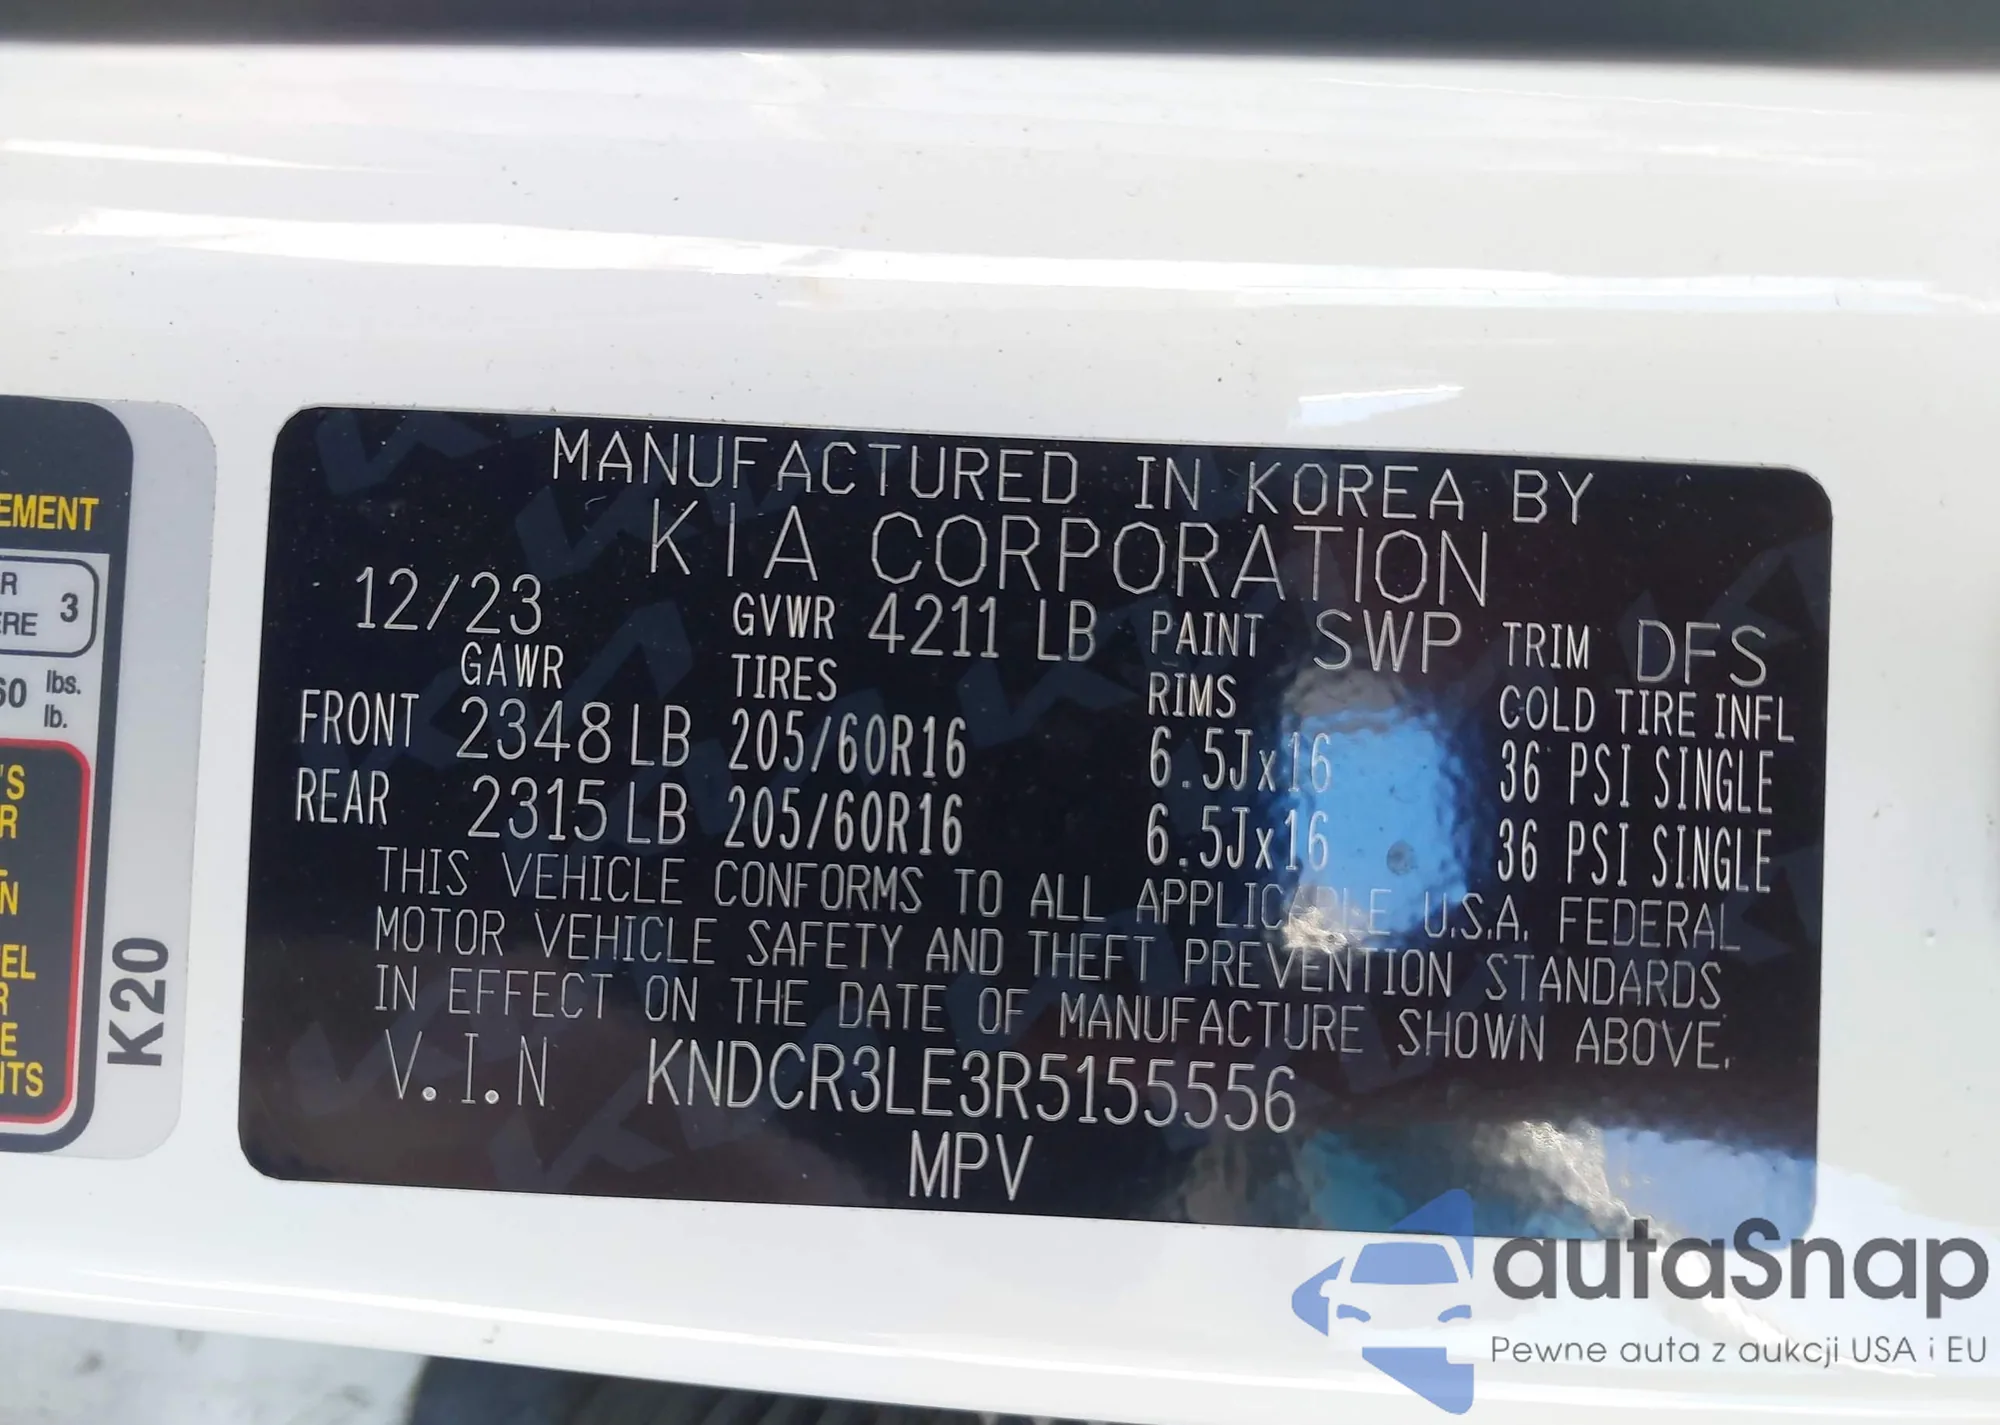 MANUFACTURED IN KOREA BY
KIA CORPORATION
12/23 GVWR 4211 LB PAINT SWP TRIM DFS
GAWR TIRES RIMS COLD TIRE INFL
FRONT 2348 LB 205/60R16 6.5Jx16 36 PSI SINGLE
REAR 2315 LB 205/60R16 6.5Jx16 36 PSI SINGLE
THIS VEHICLE CONFORMS TO ALL APPLICABLE U.S.A. FEDERAL
MOTOR VEHICLE SAFETY AND THEFT PREVENTION STANDARDS
IN EFFECT ON THE DATE OF MANUFACTURE SHOWN ABOVE.
V.I.N KNDCR3LE3R5155556
MPV
EMENT
R
ERE 3
60 lbs.
lb.
'S
R
N
EL
R
E
NTS
K20
autaSnap
Pewne auta z aukcji USA i EU